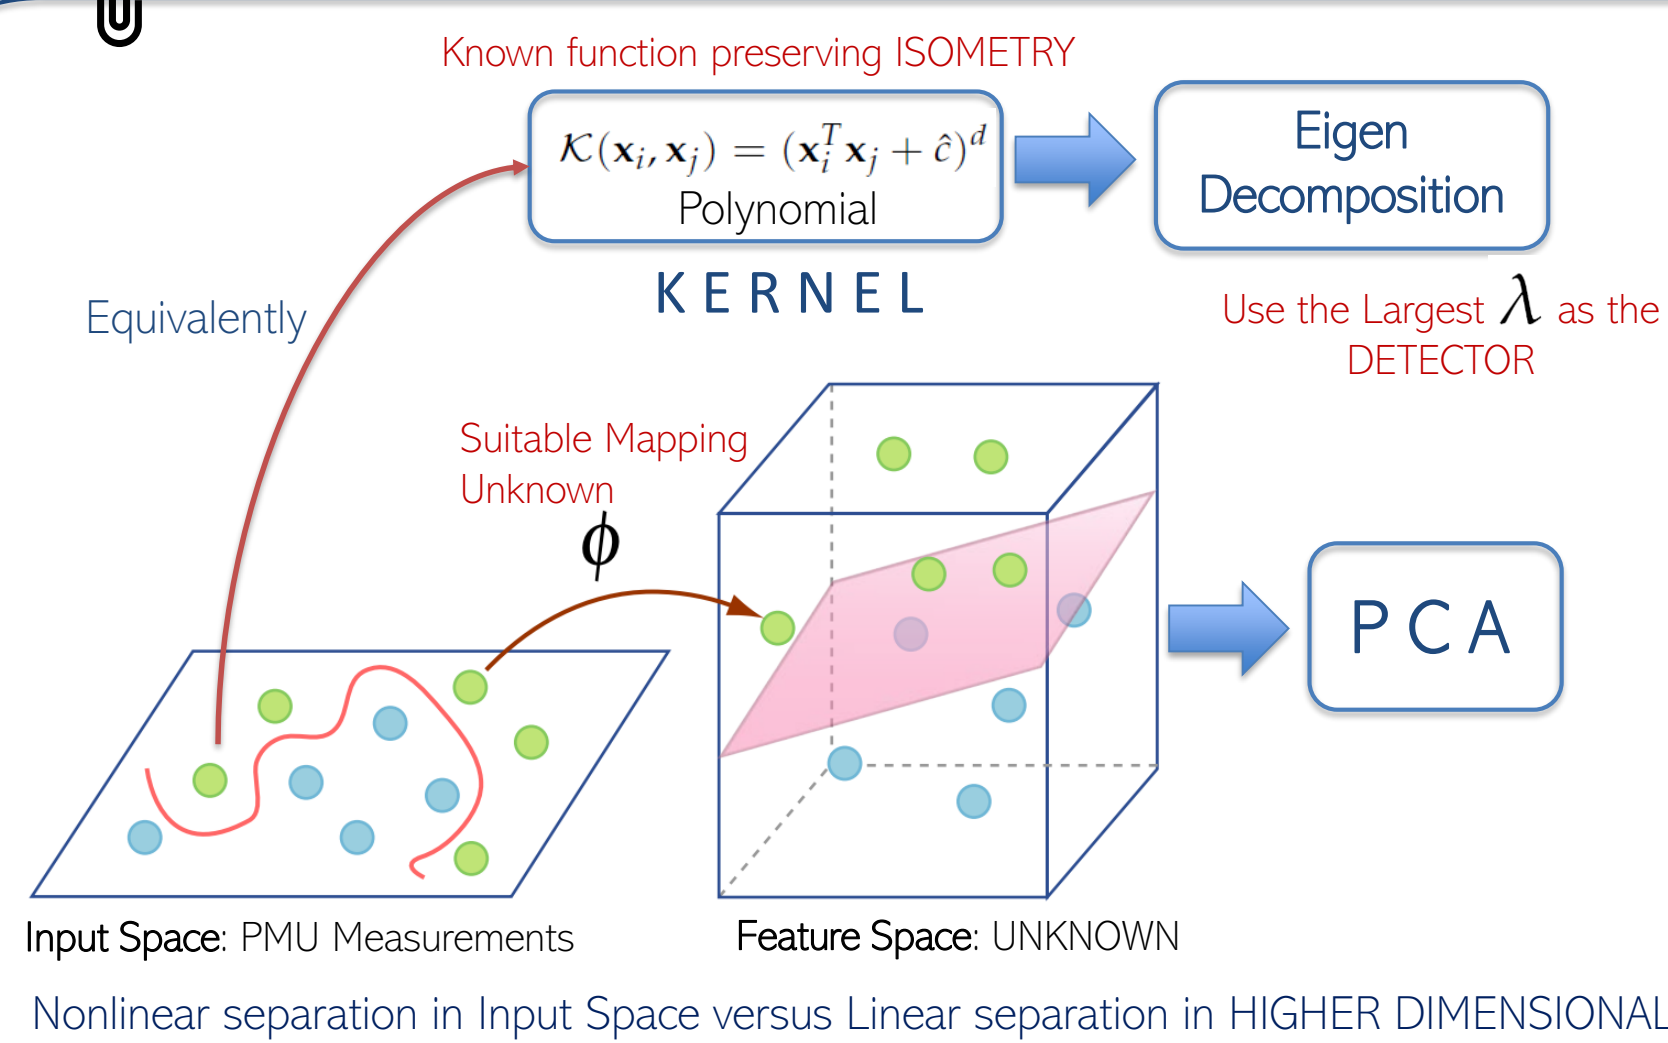 Known function preserving ISOMETRY
𝒦(𝐱ᵢ, 𝐱ⱼ) = (𝐱ᵢᵀ𝐱ⱼ + ĉ)ᵈ
Polynomial
KERNEL
Eigen
Decomposition
Use the Largest λ as the
DETECTOR
Equivalently
Suitable Mapping
Unknown
ϕ
PCA
Input Space: PMU Measurements
Feature Space: UNKNOWN
Nonlinear separation in Input Space versus Linear separation in HIGHER DIMENSIONAL